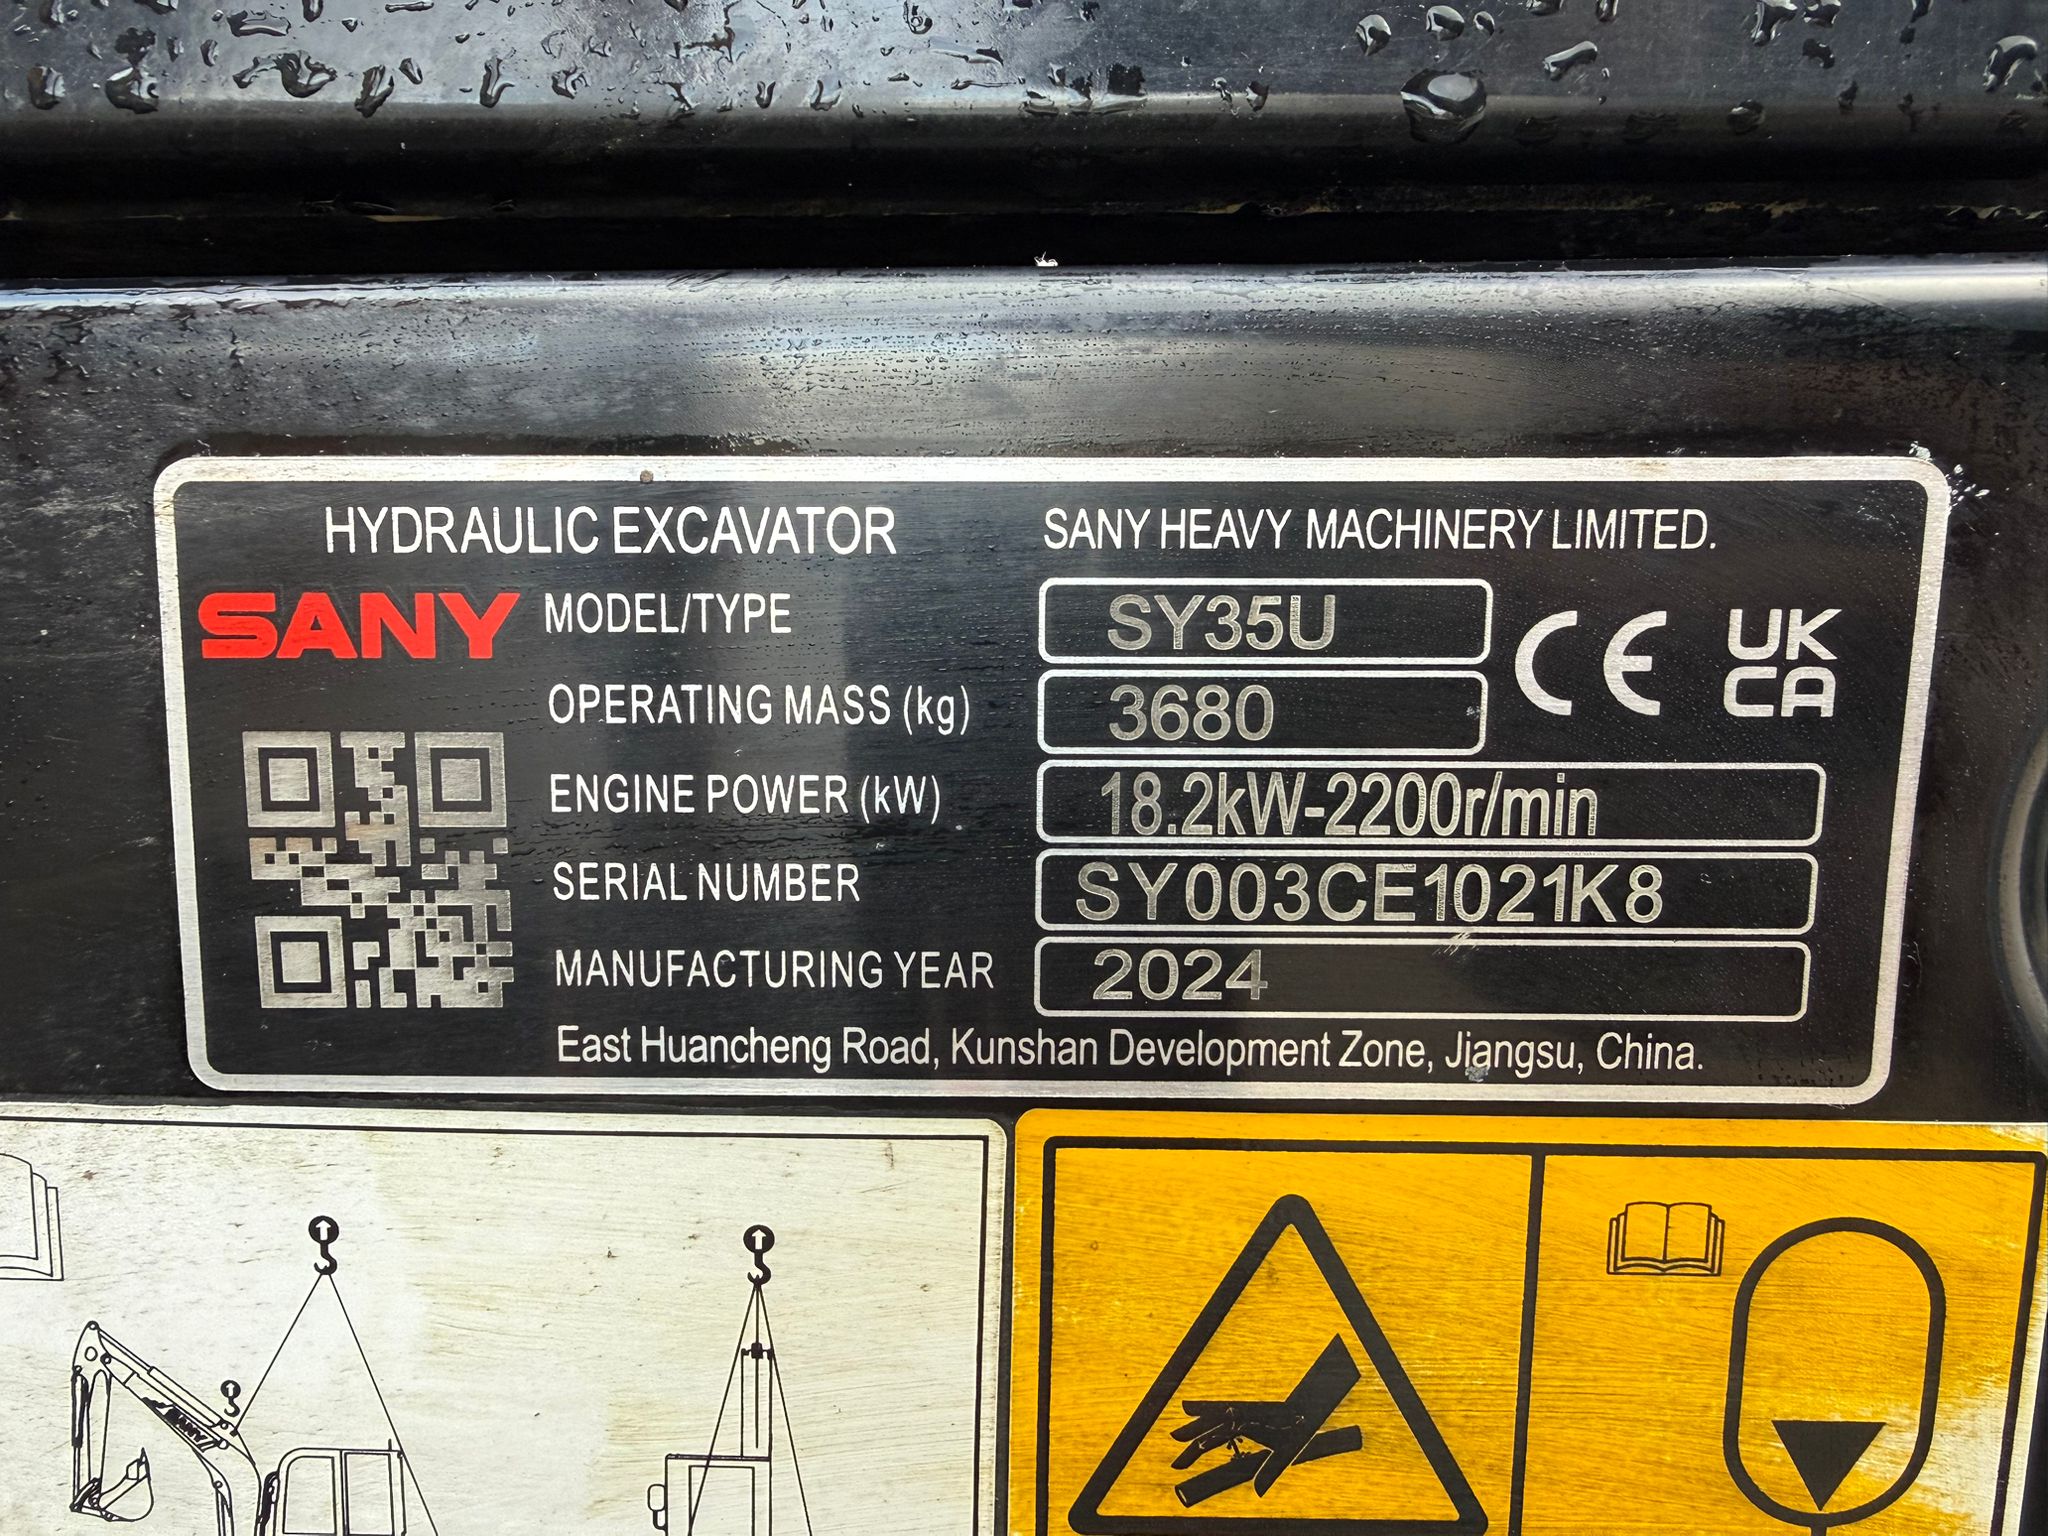 HYDRAULIC EXCAVATOR
SANY HEAVY MACHINERY LIMITED.
SANY
MODEL/TYPE SY35U
CE UK CA
OPERATING MASS (kg) 3680
ENGINE POWER (kW) 18.2kW-2200r/min
SERIAL NUMBER SY003CE1021K8
MANUFACTURING YEAR 2024
East Huancheng Road, Kunshan Development Zone, Jiangsu, China.
SANY